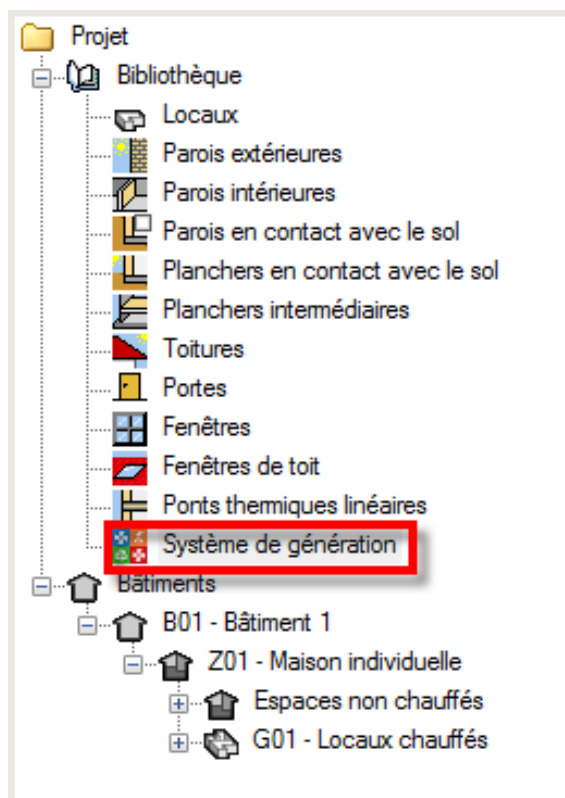 Projet
Bibliothèque
Locaux
Parois extérieures
Parois intérieures
Parois en contact avec le sol
Planchers en contact avec le sol
Planchers intermédiaires
Toitures
Portes
Fenêtres
Fenêtres de toit
Ponts thermiques linéaires
Système de génération
Bâtiments
B01 - Bâtiment 1
Z01 - Maison individuelle
Espaces non chauffés
G01 - Locaux chauffés